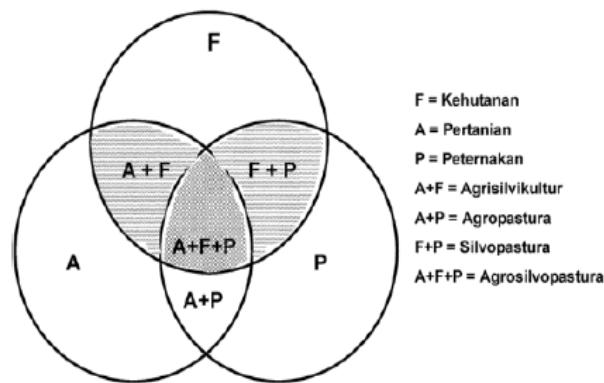 F
A + F
F + P
A+F+P
A
P
A+P
F = Kehutanan
A = Pertanian
P = Peternakan
A+F = Agrisilvikultur
A+P = Agropastura
F+P = Silvopastura
A+F+P = Agrosilvopastura